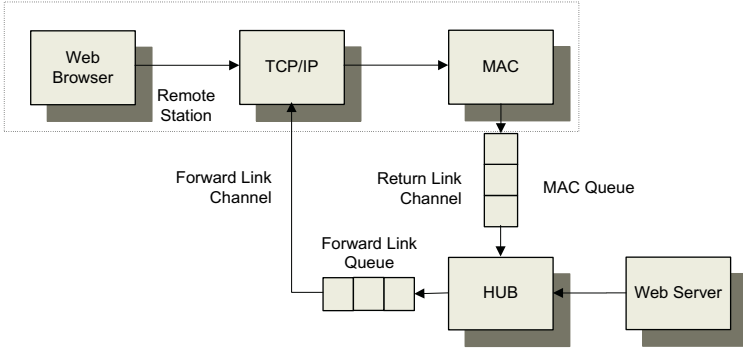 Web
Browser
TCP/IP
MAC
Remote
Station
Forward Link
Channel
Return Link
Channel
MAC Queue
Forward Link
Queue
HUB
Web Server